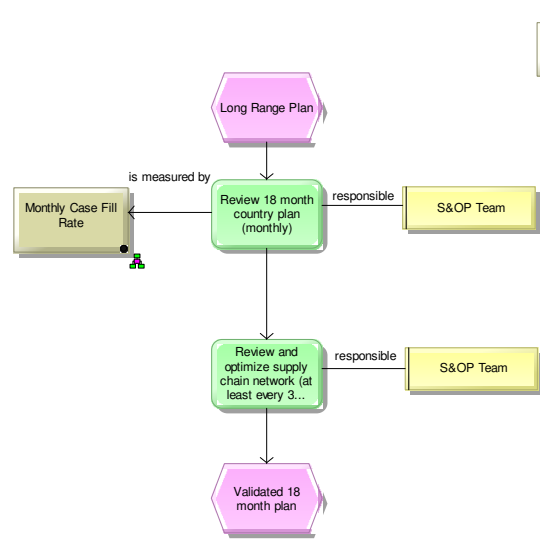 Long Range Plan
is measured by
Monthly Case Fill
Rate
Review 18 month
country plan
(monthly)
responsible
S&OP Team
Review and
optimize supply
chain network (at
least every 3...
responsible
S&OP Team
Validated 18
month plan